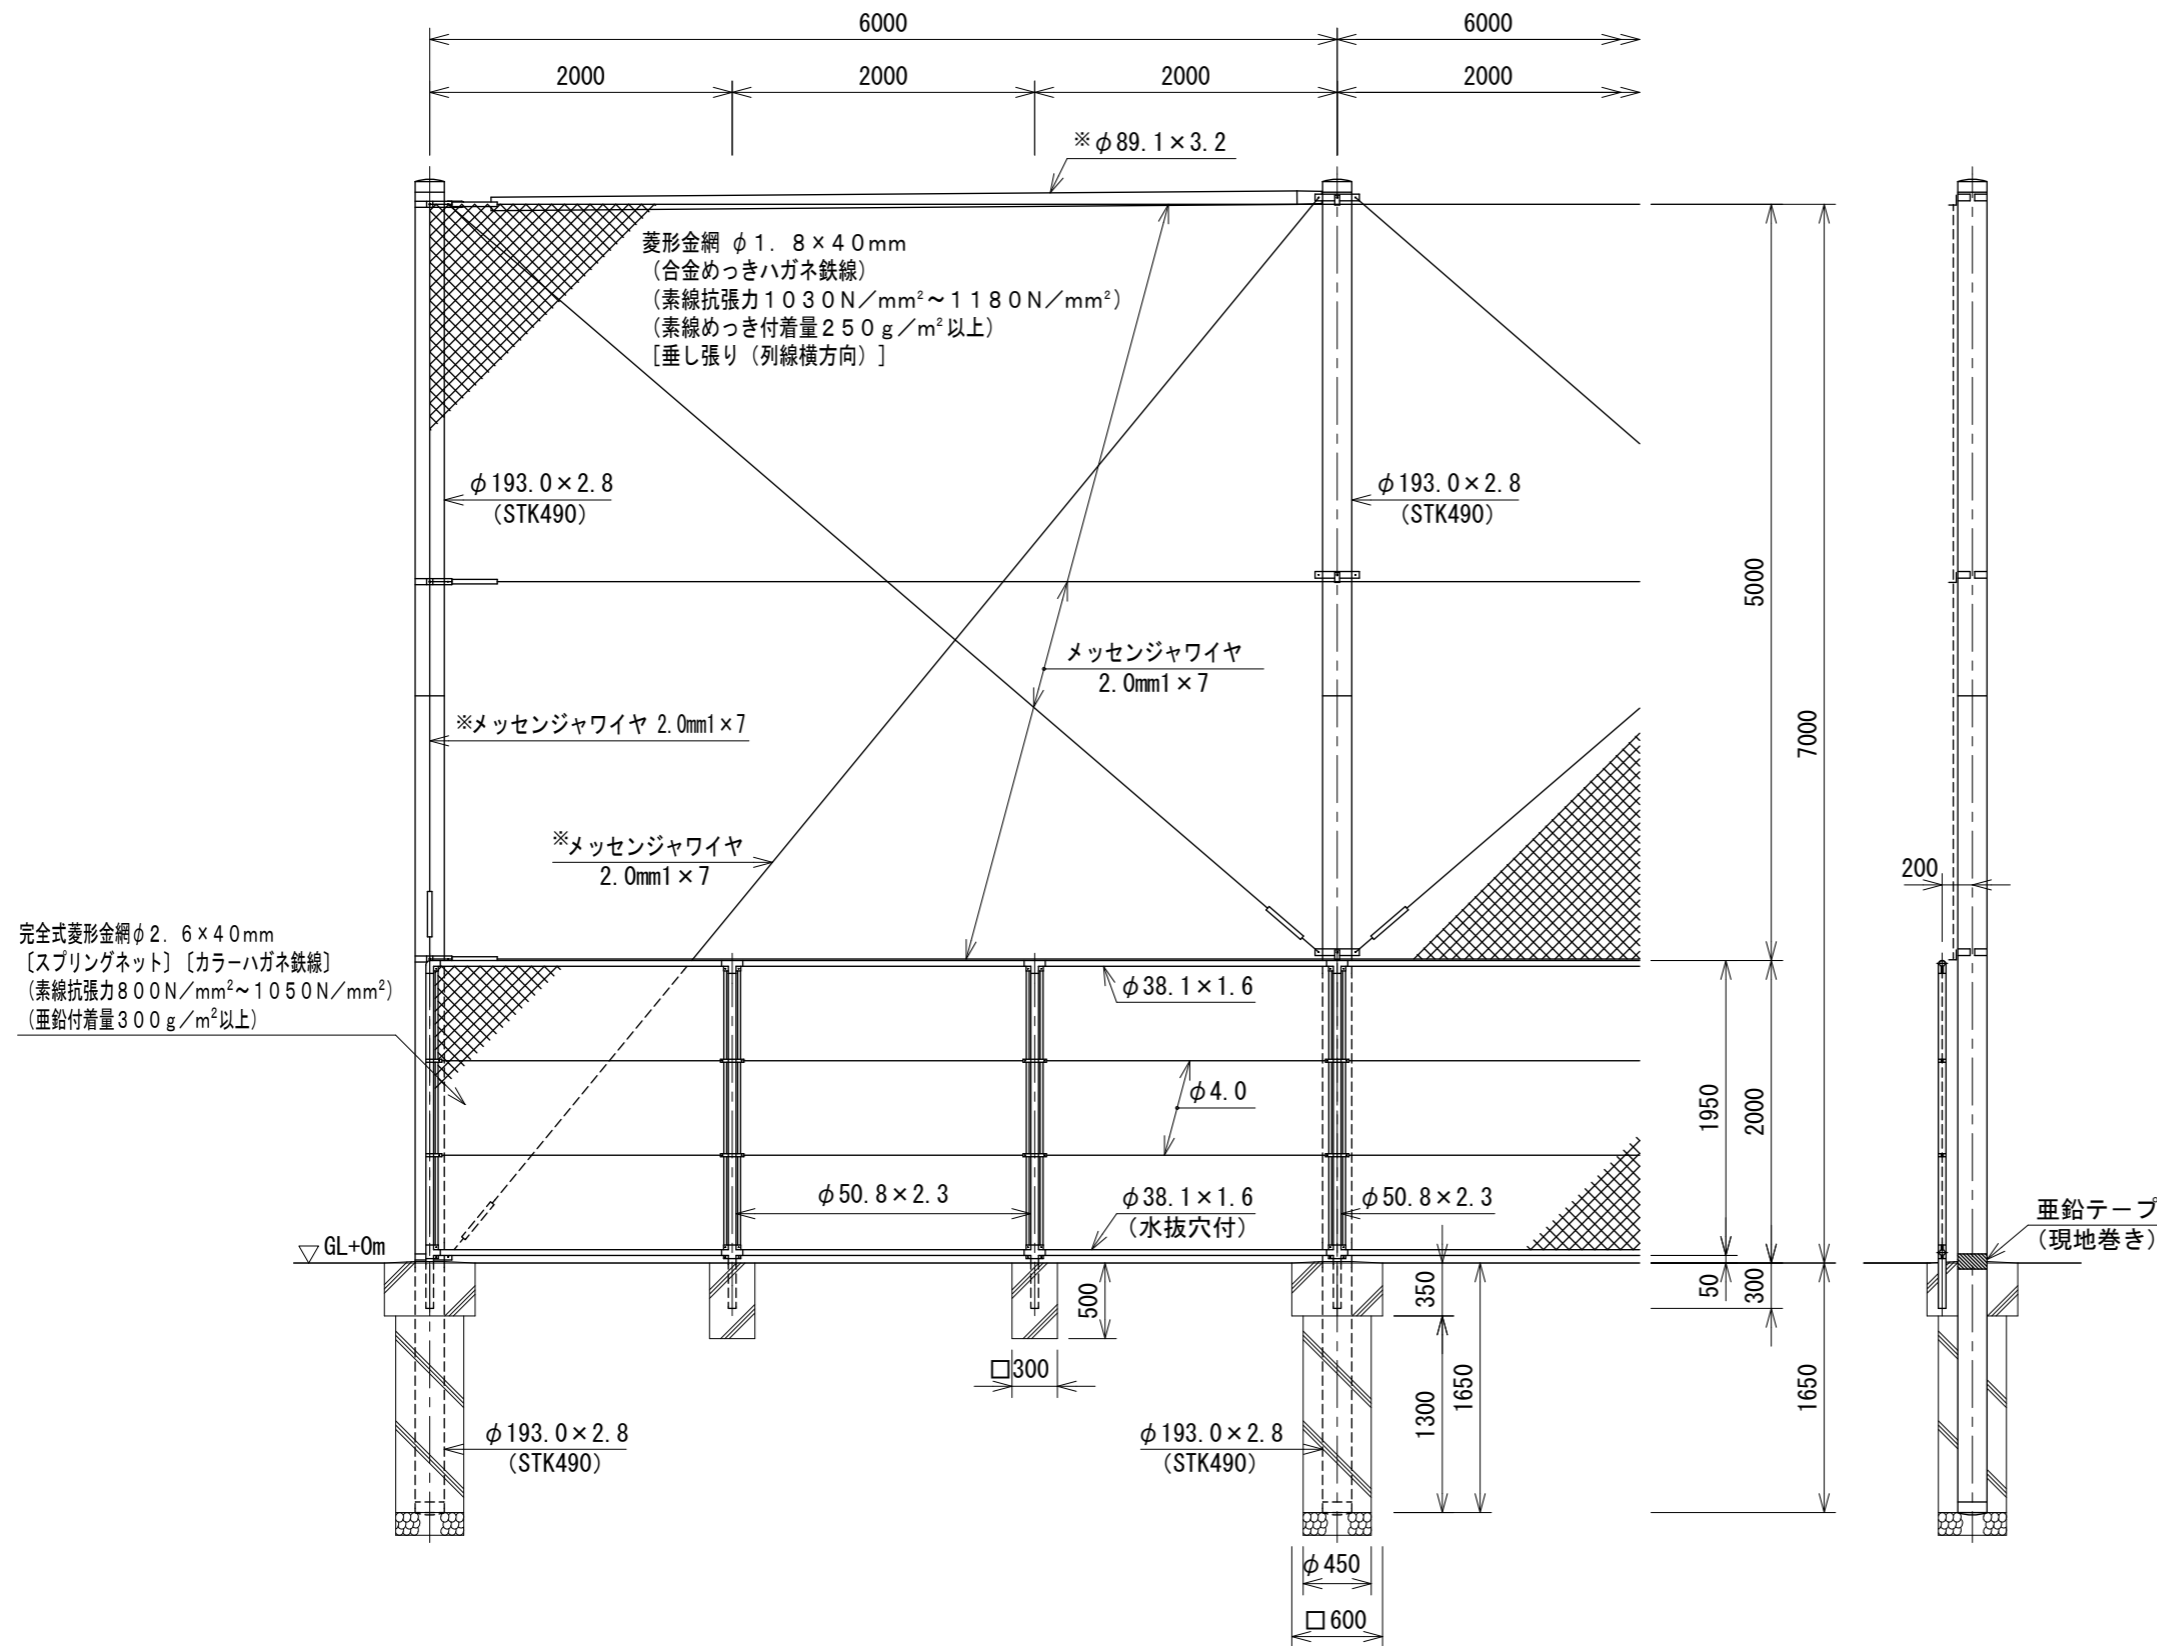 6000
6000
2000
2000
2000
2000
※φ89.1×3.2
菱形金網 φ1．8×40mm
（合金めっきハガネ鉄線）
（素線抗張力1030N／mm²～1180N／mm²）
（素線めっき付着量250g／m²以上）
[垂し張り（列線横方向）]
φ193.0×2.8
(STK490)
φ193.0×2.8
(STK490)
5000
7000
メッセンジャワイヤ
2.0mm1×7
※メッセンジャワイヤ 2.0mm1×7
※メッセンジャワイヤ
2.0mm1×7
200
完全式菱形金網φ2．6×40mm
〔スプリングネット〕〔カラーハガネ鉄線〕
（素線抗張力800N／mm²～1050N／mm²）
（亜鉛付着量300g／m²以上）
φ38.1×1.6
φ4.0
1950
2000
φ50.8×2.3
φ38.1×1.6
（水抜穴付）
φ50.8×2.3
亜鉛テープ
（現地巻き）
GL+0m
500
350
50
300
□300
1300
1650
1650
φ193.0×2.8
(STK490)
φ193.0×2.8
(STK490)
φ450
□600